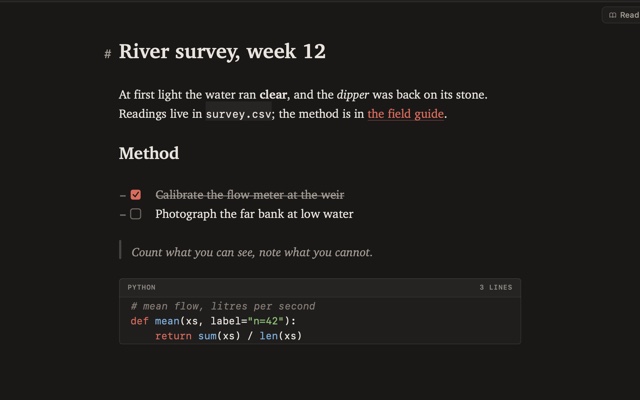 Read
# River survey, week 12
At first light the water ran clear, and the dipper was back on its stone.
Readings live in survey.csv; the method is in the field guide.
Method
– Calibrate the flow meter at the weir
– Photograph the far bank at low water
Count what you can see, note what you cannot.
PYTHON 3 LINES
# mean flow, litres per second
def mean(xs, label="n=42"):
    return sum(xs) / len(xs)